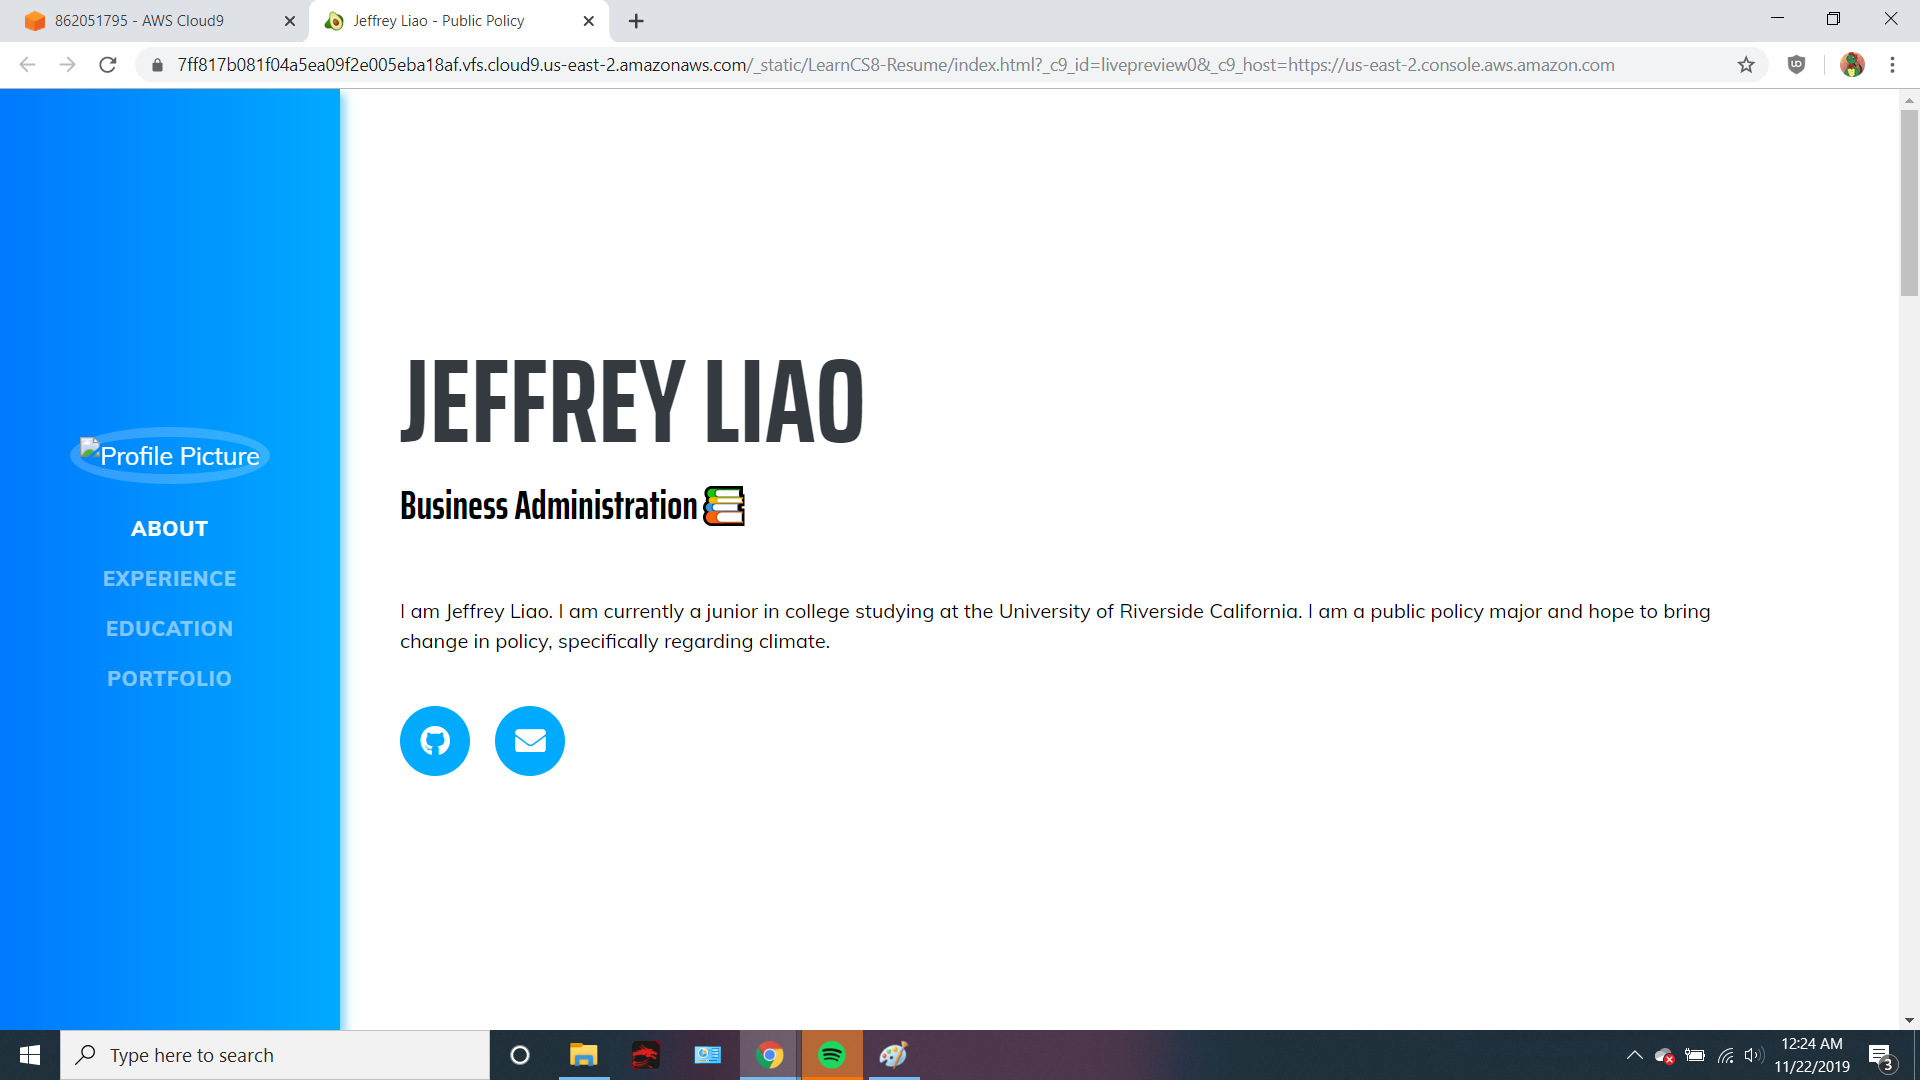 862051795 - AWS Cloud9
Jeffrey Liao - Public Policy
7ff817b081f04a5ea09f2e005eba18af.vfs.cloud9.us-east-2.amazonaws.com/_static/LearnCS8-Resume/index.html?_c9_id=livepreview0&_c9_host=https://us-east-2.console.aws.amazon.com
Profile Picture
ABOUT
EXPERIENCE
EDUCATION
PORTFOLIO
JEFFREY LIAO
Business Administration
I am Jeffrey Liao. I am currently a junior in college studying at the University of Riverside California. I am a public policy major and hope to bring
change in policy, specifically regarding climate.
Type here to search
12:24 AM
11/22/2019
3